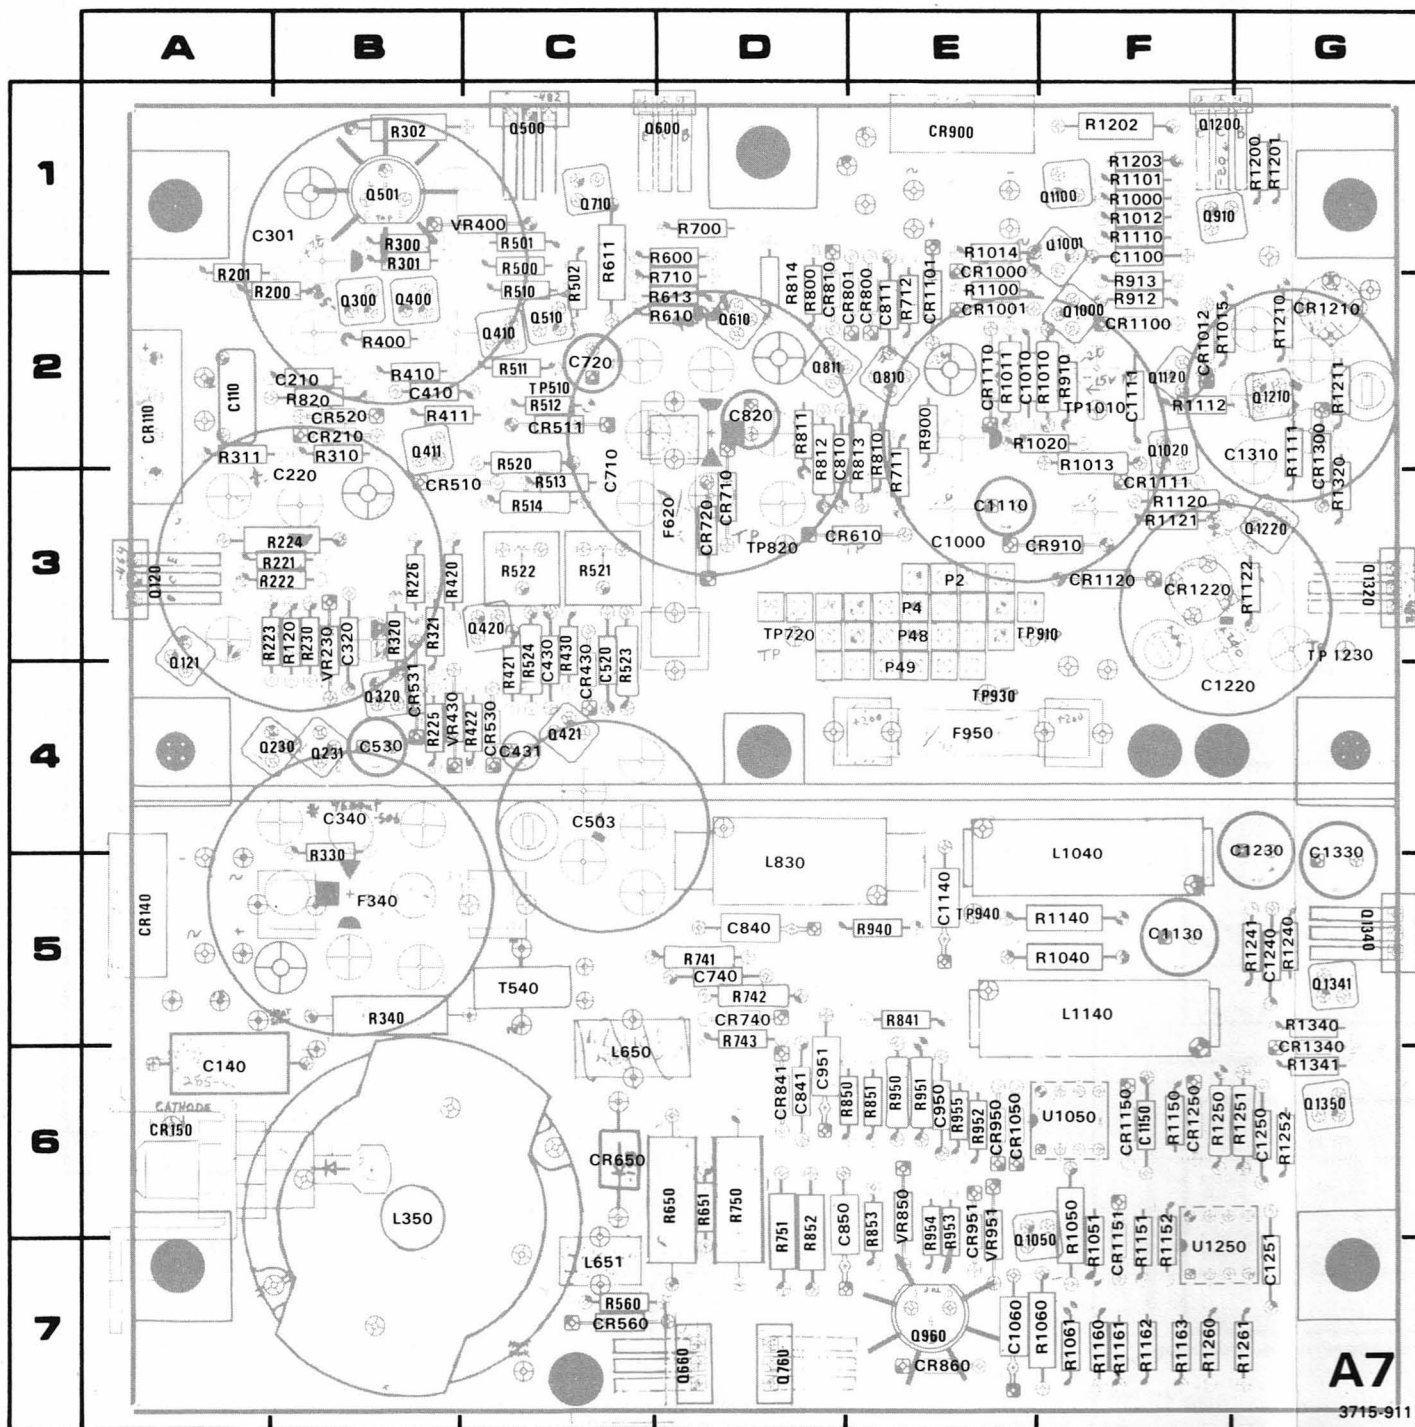 A B C D E F G
1
R302 Q500 Q600 CR900 R1202 Q1200 R1200 R1201
R1203
R1101
Q501 Q710 Q1100 R1000
R1012 Q910
C301 VR400 R700 R1110
R300 R501 R611 R1014 Q1001 C1100
R301 R600
R201 R500 R502 R710 R814 R800 CR810 CR801 CR800 C811 R712 CR1101 CR1000 R913
R200 Q300 Q400 R510 R613 R1100 R912 R1210 CR1210
Q510 R610 Q610 CR1001 Q1000 CR1100 CR1012 R1015
2
Q410
R400
C720 Q811 Q810
CR110 C110 C210 R410 R511 CR1110 R1011 C1010 R1010 R910 Q1120
R820 C410 TP510 C1111 Q1210 R1211
CR520 R411 R512 C820 TP1010 R1112
CR511 R811 R900
CR210 R812 C810 R813 R810 R711 R1020 R1111 CR1300 R1320
R311 R310 Q411 C710 Q1020 C1310
R520 R1013
C220 CR510 R513 CR710 CR1111
R514 F620 CR720 C1110 R1120
R1121 Q1220
3
R224 TP TP820 CR610 C1000 CR910
Q120 R221 R522 R521
R222 R226 R420 P2 CR1120 CR1220 R1122 Q1320
P4
R223 R120 R230 VR230 C320 R320 R321 Q420 TP720 P48 TP910
Q121 R421 R524 C430 R430 CR430 C520 R523 TP P49 TP1230
Q320 CR531 C1220
TP930
4
Q230 Q231 C530 R225 VR430 R422 CR530 C431 Q421 +200 F950 +200
C340 C503
R330 L830 L1040 C1230 C1330
CR140 F340 C1140 TP940 R1140
C840 R940 C1130 R1241 C1240 R1240 Q1340
5
R741 R1040
C740
T540 R742 Q1341
R340 CR740 R841 L1140 R1340
C140 L650 R743 CR1340
CR841 C841 C951 R1341
CATHODE R850 R851 R950 R951 C950 R955 R952 CR950 CR1050 U1050 CR1150 C1150 R1150 CR1250 R1250 R1251 C1250 R1252 Q1350
6
CR150 CR650
L350 R650 R651 R750 R751 R852 C850 R853 VR850 R954 R953 CR951 VR951 Q1050 R1050 R1051 CR1151 R1151 R1152 U1250 C1251
L651
7
R560
CR560 Q660 Q760 Q960 C1060 R1060 R1061 R1160 R1161 R1162 R1163 R1260 R1261
CR860
A7
3715-911